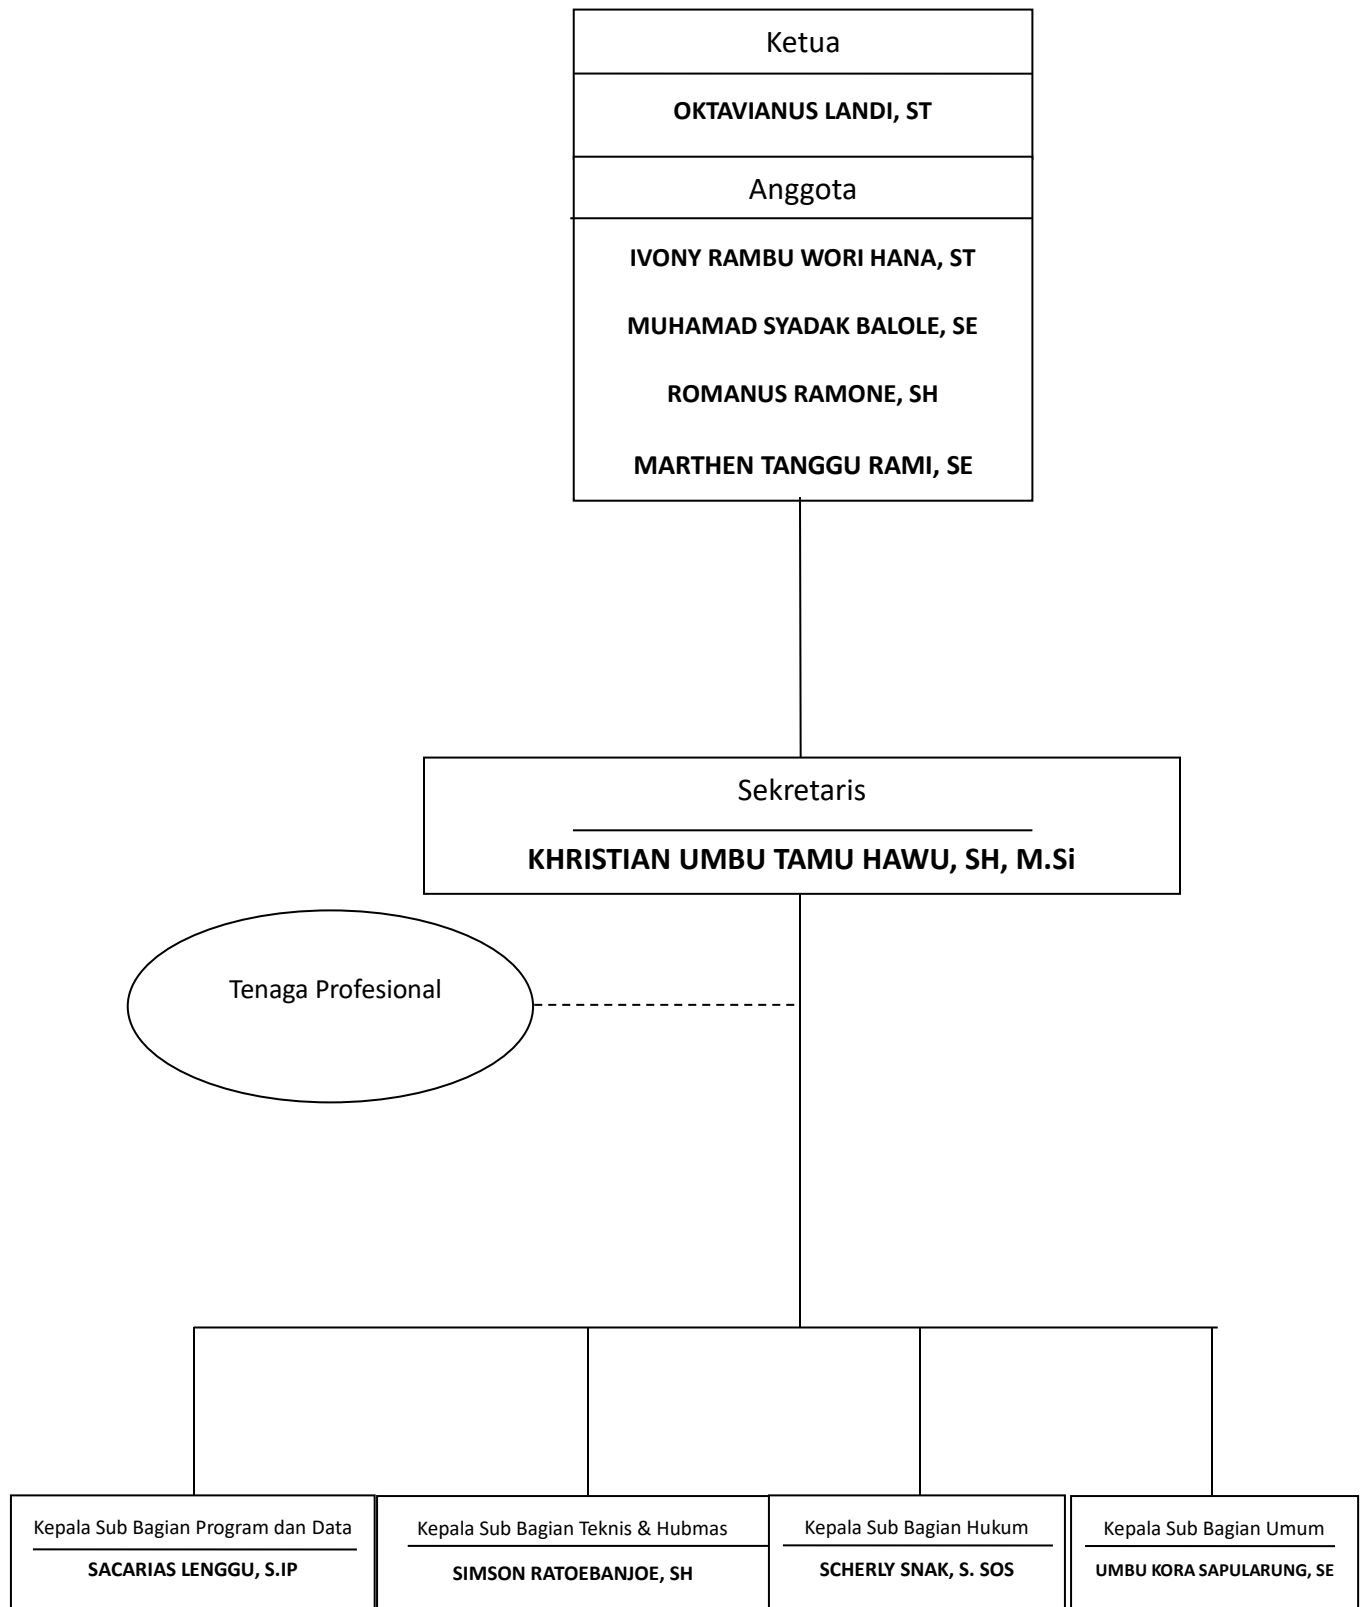 Ketua
OKTAVIANUS LANDI, ST
Anggota
IVONY RAMBU WORI HANA, ST
MUHAMAD SYADAK BALOLE, SE
ROMANUS RAMONE, SH
MARTHEN TANGGU RAMI, SE
Sekretaris
KHRISTIAN UMBU TAMU HAWU, SH, M.Si
Tenaga Profesional
Kepala Sub Bagian Program dan Data
SACARIAS LENGGU, S.IP
Kepala Sub Bagian Teknis & Hubmas
SIMSON RATOEBANJOE, SH
Kepala Sub Bagian Hukum
SCHERLY SNAK, S. SOS
Kepala Sub Bagian Umum
UMBU KORA SAPULARUNG, SE